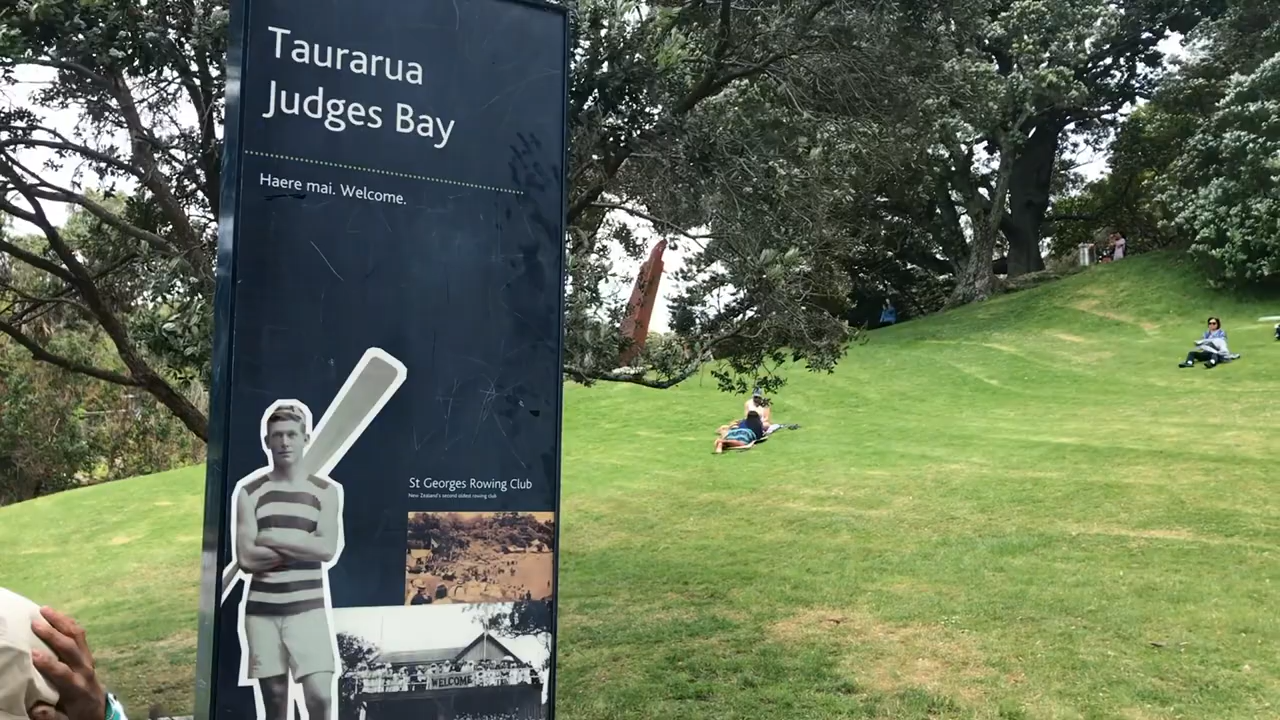 Taurarua
Judges Bay
Haere mai. Welcome.
St Georges Rowing Club
New Zealand's second oldest rowing club
WELCOME